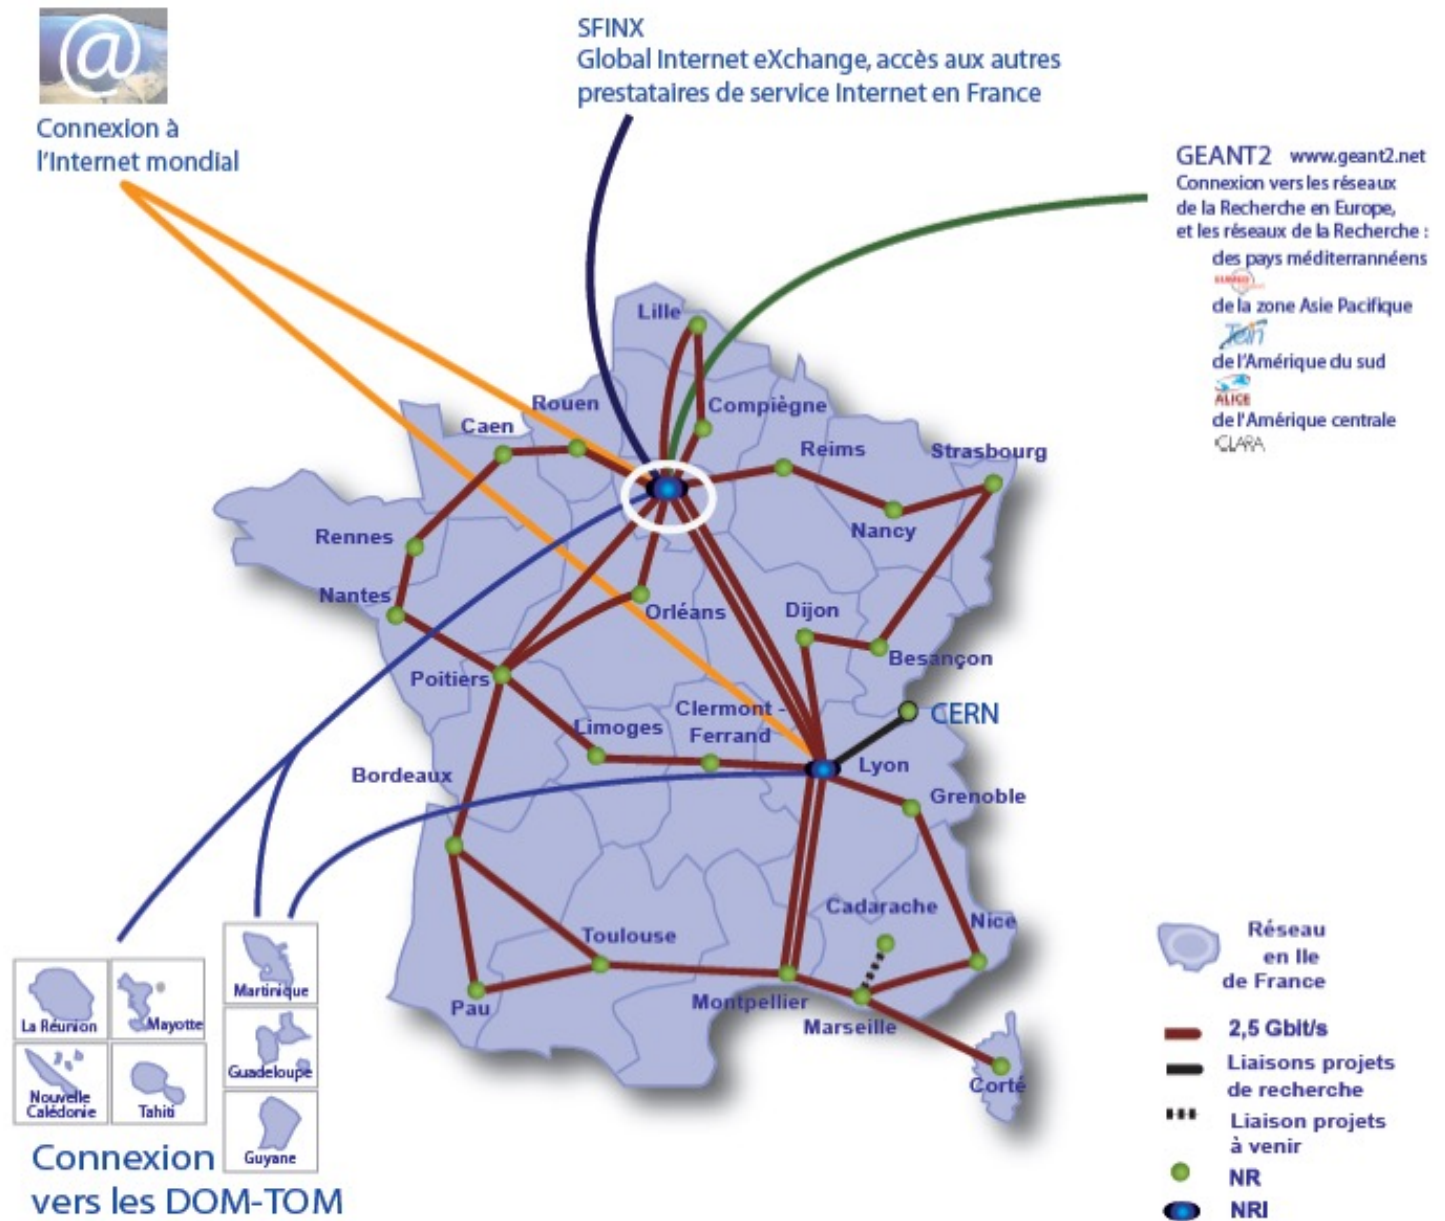 @
Connexion à
l'Internet mondial
SFINX
Global Internet eXchange, accès aux autres
prestataires de service Internet en France
GEANT2 www.geant2.net
Connexion vers les réseaux
de la Recherche en Europe,
et les réseaux de la Recherche :
des pays méditerrannéens
de la zone Asie Pacifique
Tein
de l'Amérique du sud
ALICE
de l'Amérique centrale
CLARA
Lille
Rouen
Compiègne
Caen
Reims
Strasbourg
Rennes
Nancy
Nantes
Orléans
Dijon
Besançon
Poitiers
Clermont -
Ferrand
Limoges
CERN
Lyon
Bordeaux
Grenoble
Cadarache
Nice
Toulouse
Pau
Montpellier
Marseille
Corté
La Réunion
Mayotte
Nouvelle
Calédonie
Tahiti
Martinique
Guadeloupe
Guyane
Connexion
vers les DOM-TOM
Réseau
en Ile
de France
2,5 Gbit/s
Liaisons projets
de recherche
Liaison projets
à venir
NR
NRI